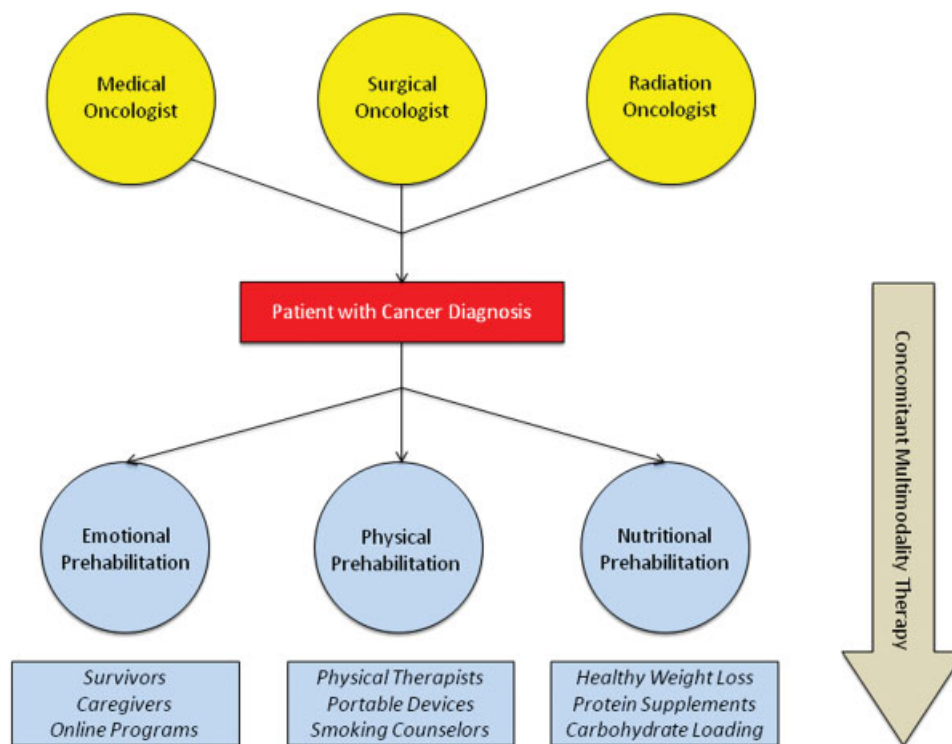 Medical
Oncologist
Surgical
Oncologist
Radiation
Oncologist
Patient with Cancer Diagnosis
Concomitant Multimodality Therapy
Emotional
Prehabilitation
Physical
Prehabilitation
Nutritional
Prehabilitation
Survivors
Caregivers
Online Programs
Physical Therapists
Portable Devices
Smoking Counselors
Healthy Weight Loss
Protein Supplements
Carbohydrate Loading